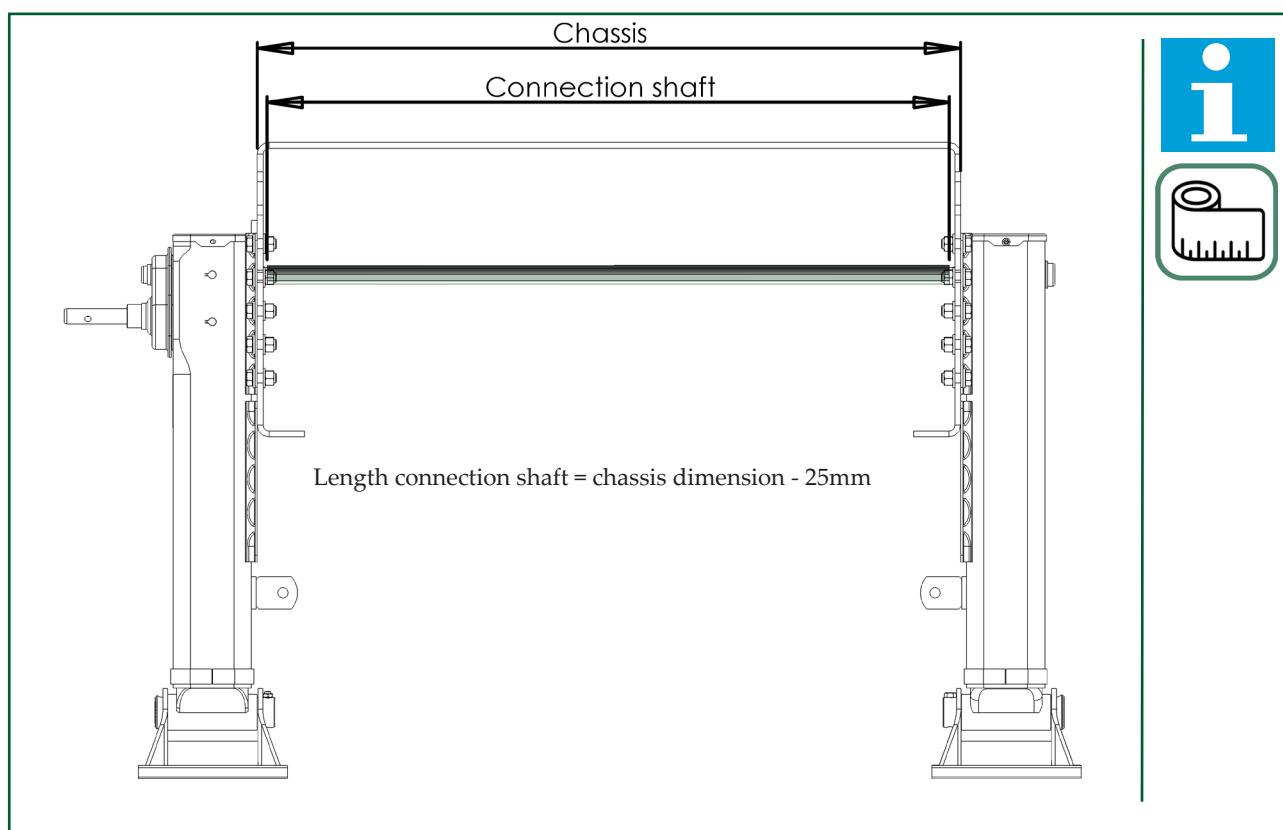 Chassis
Connection shaft
Length connection shaft = chassis dimension - 25mm